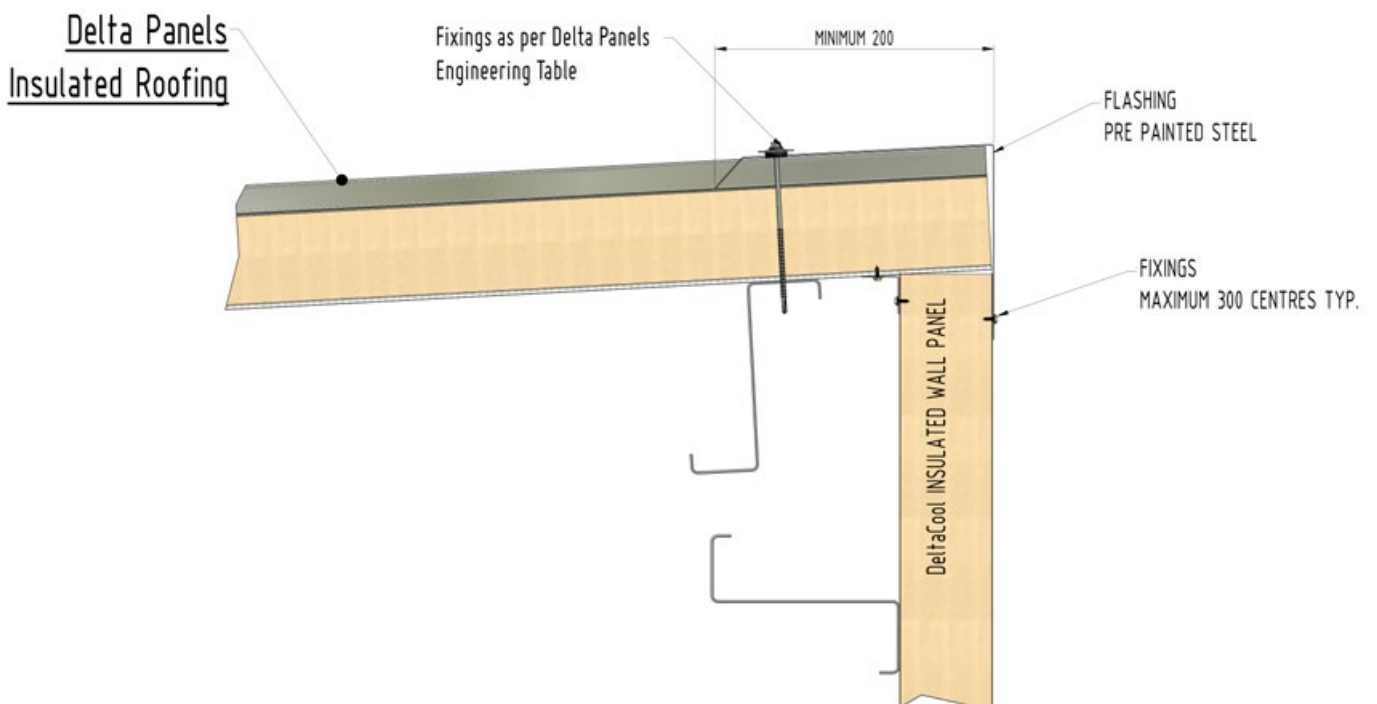 Delta Panels
Insulated Roofing
Fixings as per Delta Panels
Engineering Table
MINIMUM 200
FLASHING
PRE PAINTED STEEL
FIXINGS
MAXIMUM 300 CENTRES TYP.
DeltaCool INSULATED WALL PANEL